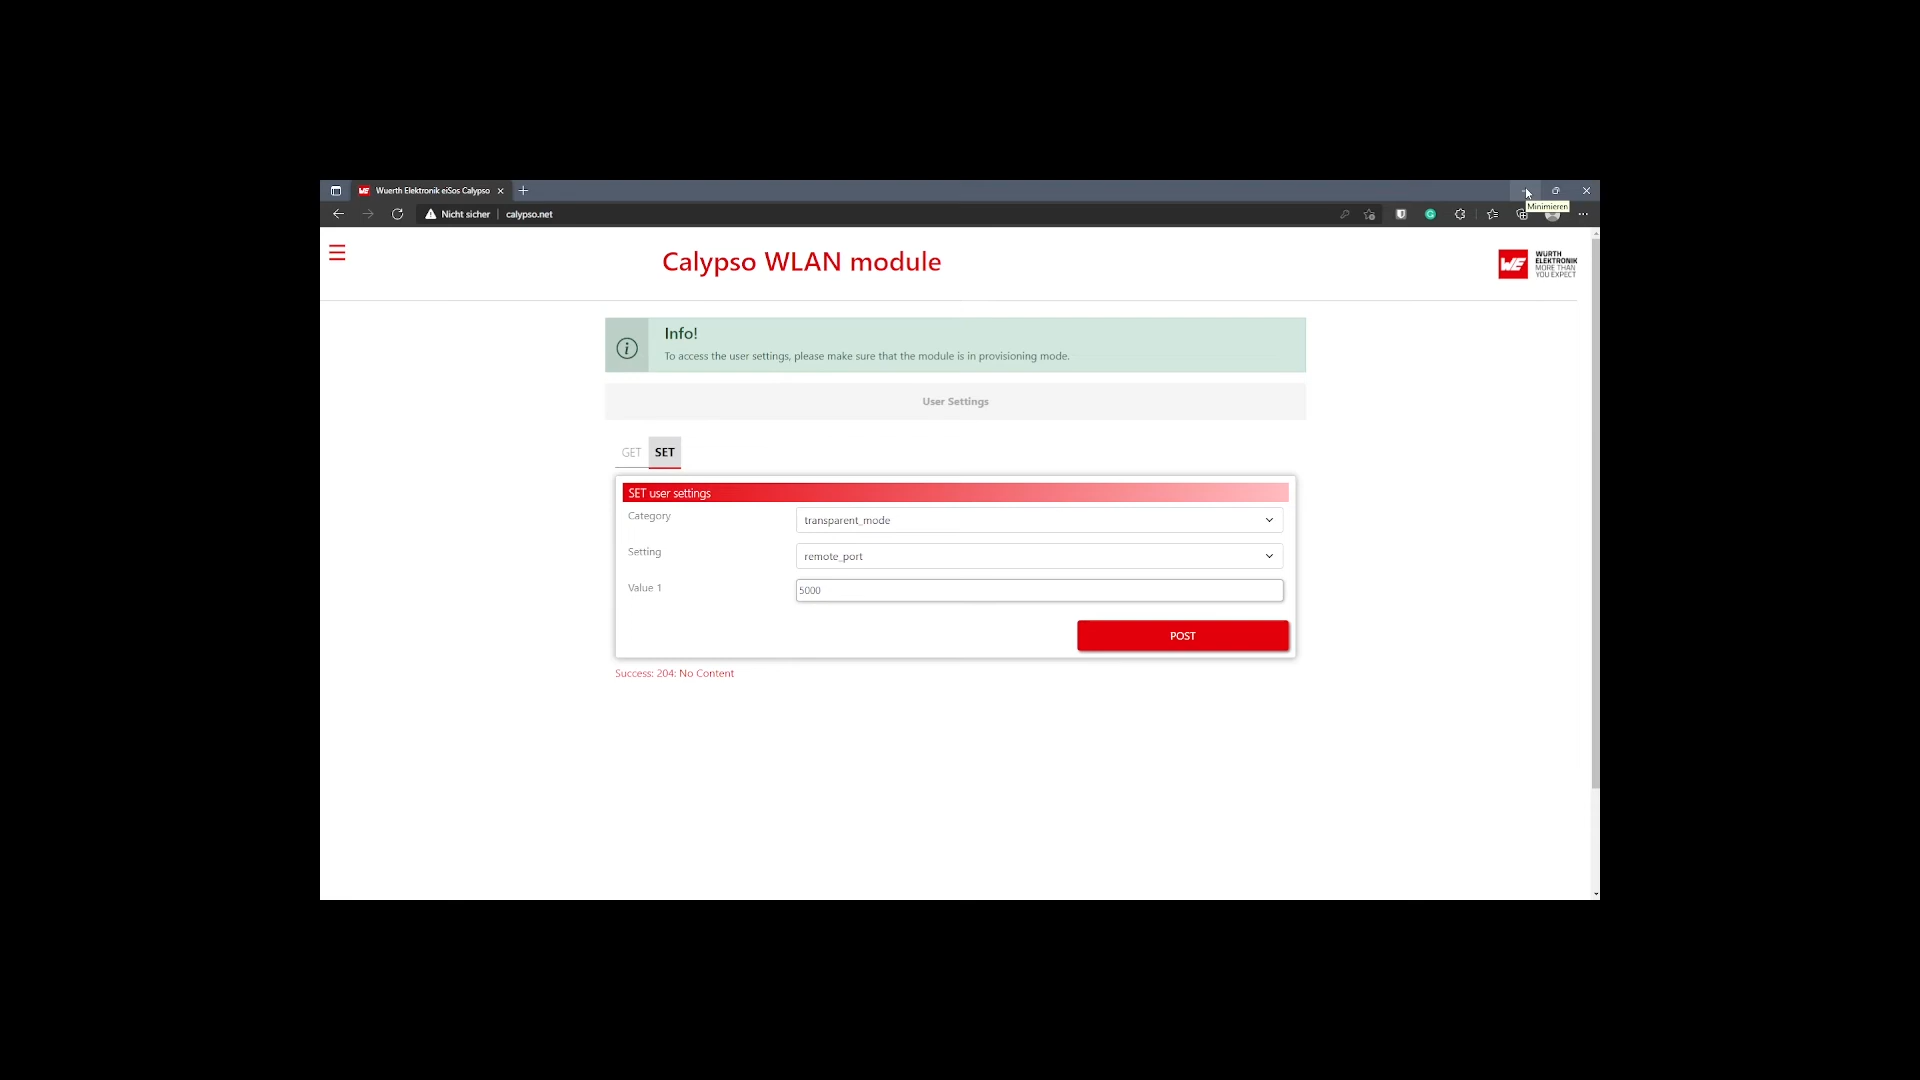 Wuerth Elektronik eiSos Calypso
Nicht sicher
calypso.net
Minimieren
Calypso WLAN module
WE
WURTH
ELEKTRONIK
MORE THAN
YOU EXPECT
Info!
To access the user settings, please make sure that the module is in provisioning mode.
User Settings
GET SET
SET user settings
Category transparent_mode
Setting remote_port
Value 1 5000
POST
Success: 204: No Content